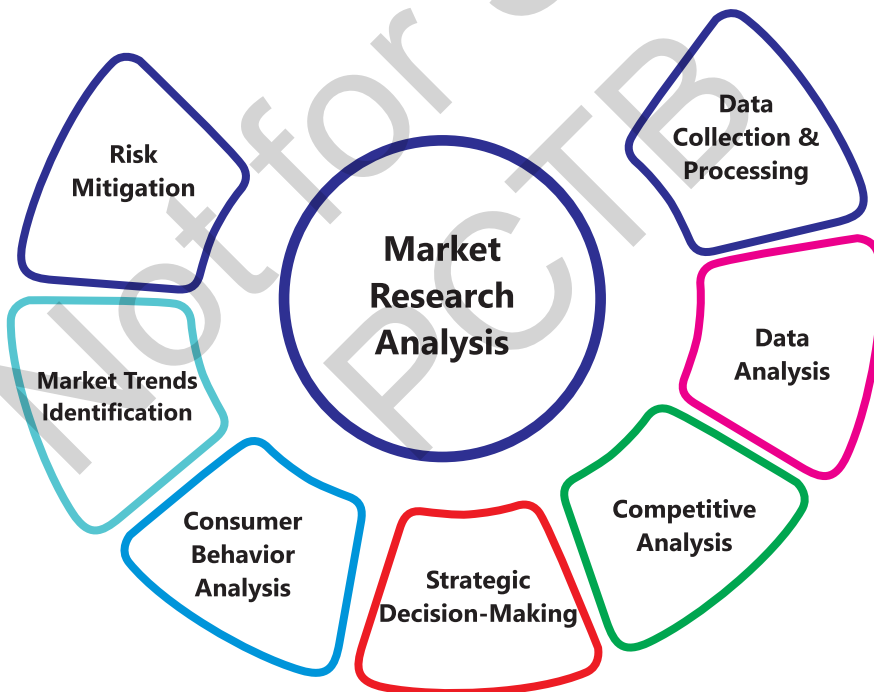 Market
Research
Analysis
Data
Collection &
Processing
Data
Analysis
Competitive
Analysis
Strategic
Decision-Making
Consumer
Behavior
Analysis
Market Trends
Identification
Risk
Mitigation
Not for
PCTB